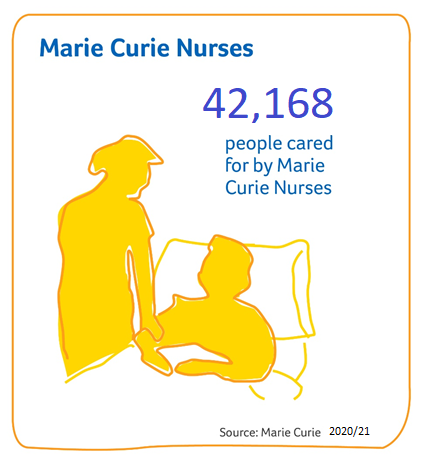 Marie Curie Nurses
42,168
people cared
for by Marie
Curie Nurses
Source: Marie Curie 2020/21